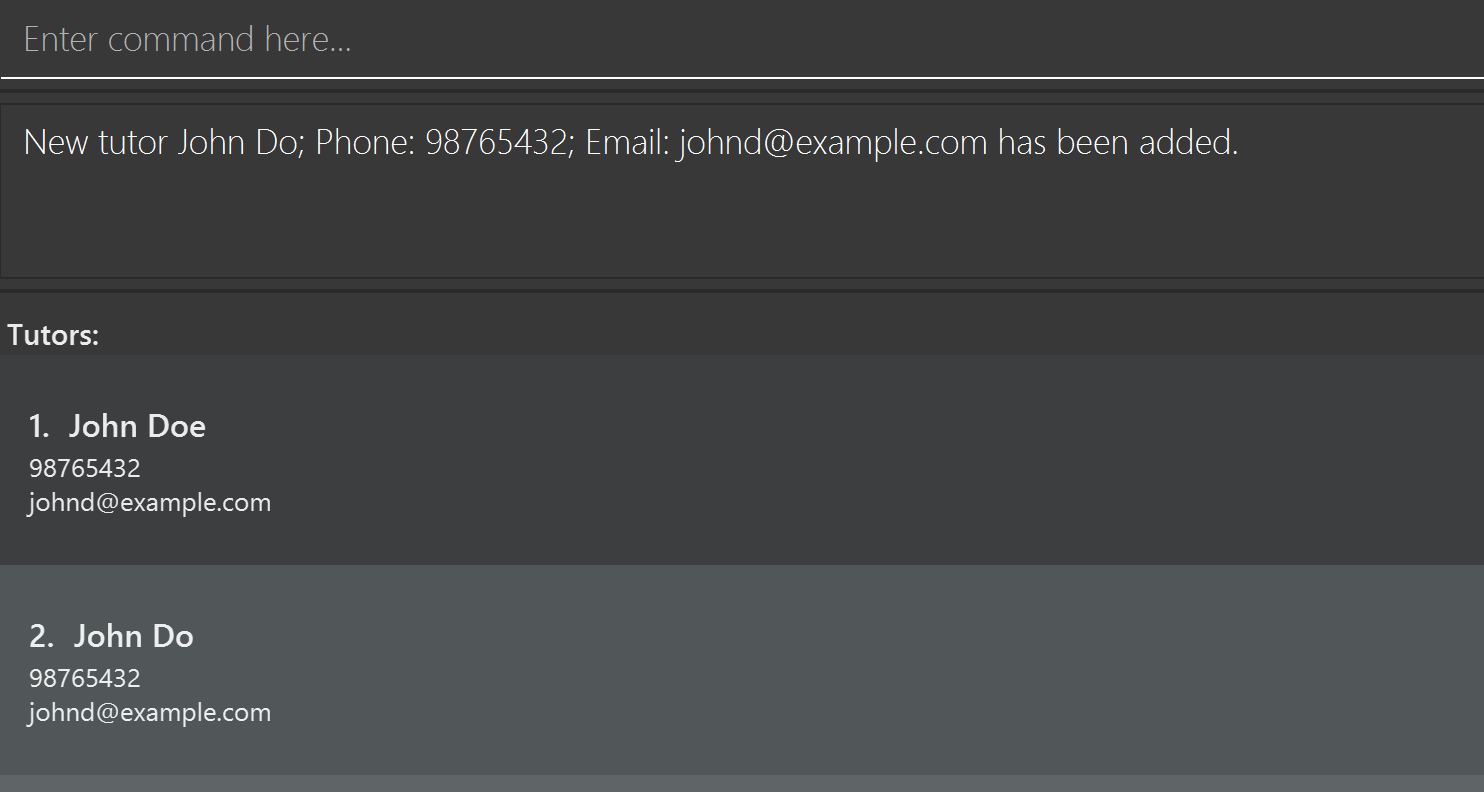 Enter command here...
New tutor John Do; Phone: 98765432; Email: johnd@example.com has been added.
Tutors:
1. John Doe
98765432
johnd@example.com
2. John Do
98765432
johnd@example.com